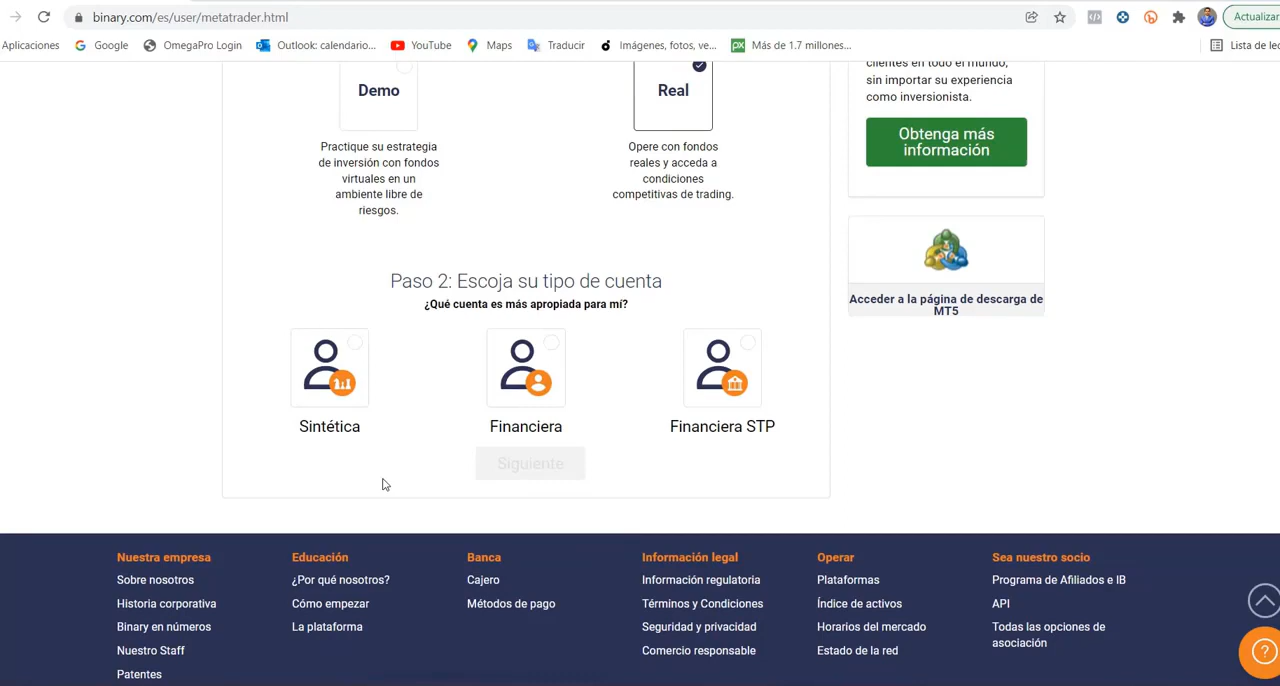 binary.com/es/user/metatrader.html
Actualizar
Aplicaciones
Google
OmegaPro Login
Outlook: calendario...
YouTube
Maps
Traducir
Imágenes, fotos, ve...
Más de 1.7 millones...
Lista de lec
Demo
Real
Practique su estrategia
de inversión con fondos
virtuales en un
ambiente libre de
riesgos.
Opere con fondos
reales y acceda a
condiciones
competitivas de trading.
clientes en todo el mundo,
sin importar su experiencia
como inversionista.
Obtenga más
información
Acceder a la página de descarga de
MT5
Paso 2: Escoja su tipo de cuenta
¿Qué cuenta es más apropiada para mí?
Sintética
Financiera
Financiera STP
Siguiente
Nuestra empresa
Sobre nosotros
Historia corporativa
Binary en números
Nuestro Staff
Patentes
Educación
¿Por qué nosotros?
Cómo empezar
La plataforma
Banca
Cajero
Métodos de pago
Información legal
Información regulatoria
Términos y Condiciones
Seguridad y privacidad
Comercio responsable
Operar
Plataformas
Índice de activos
Horarios del mercado
Estado de la red
Sea nuestro socio
Programa de Afiliados e IB
API
Todas las opciones de
asociación